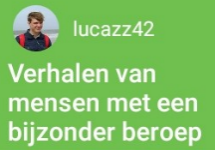 lucazz42
Verhalen van
mensen met een
bijzonder beroep